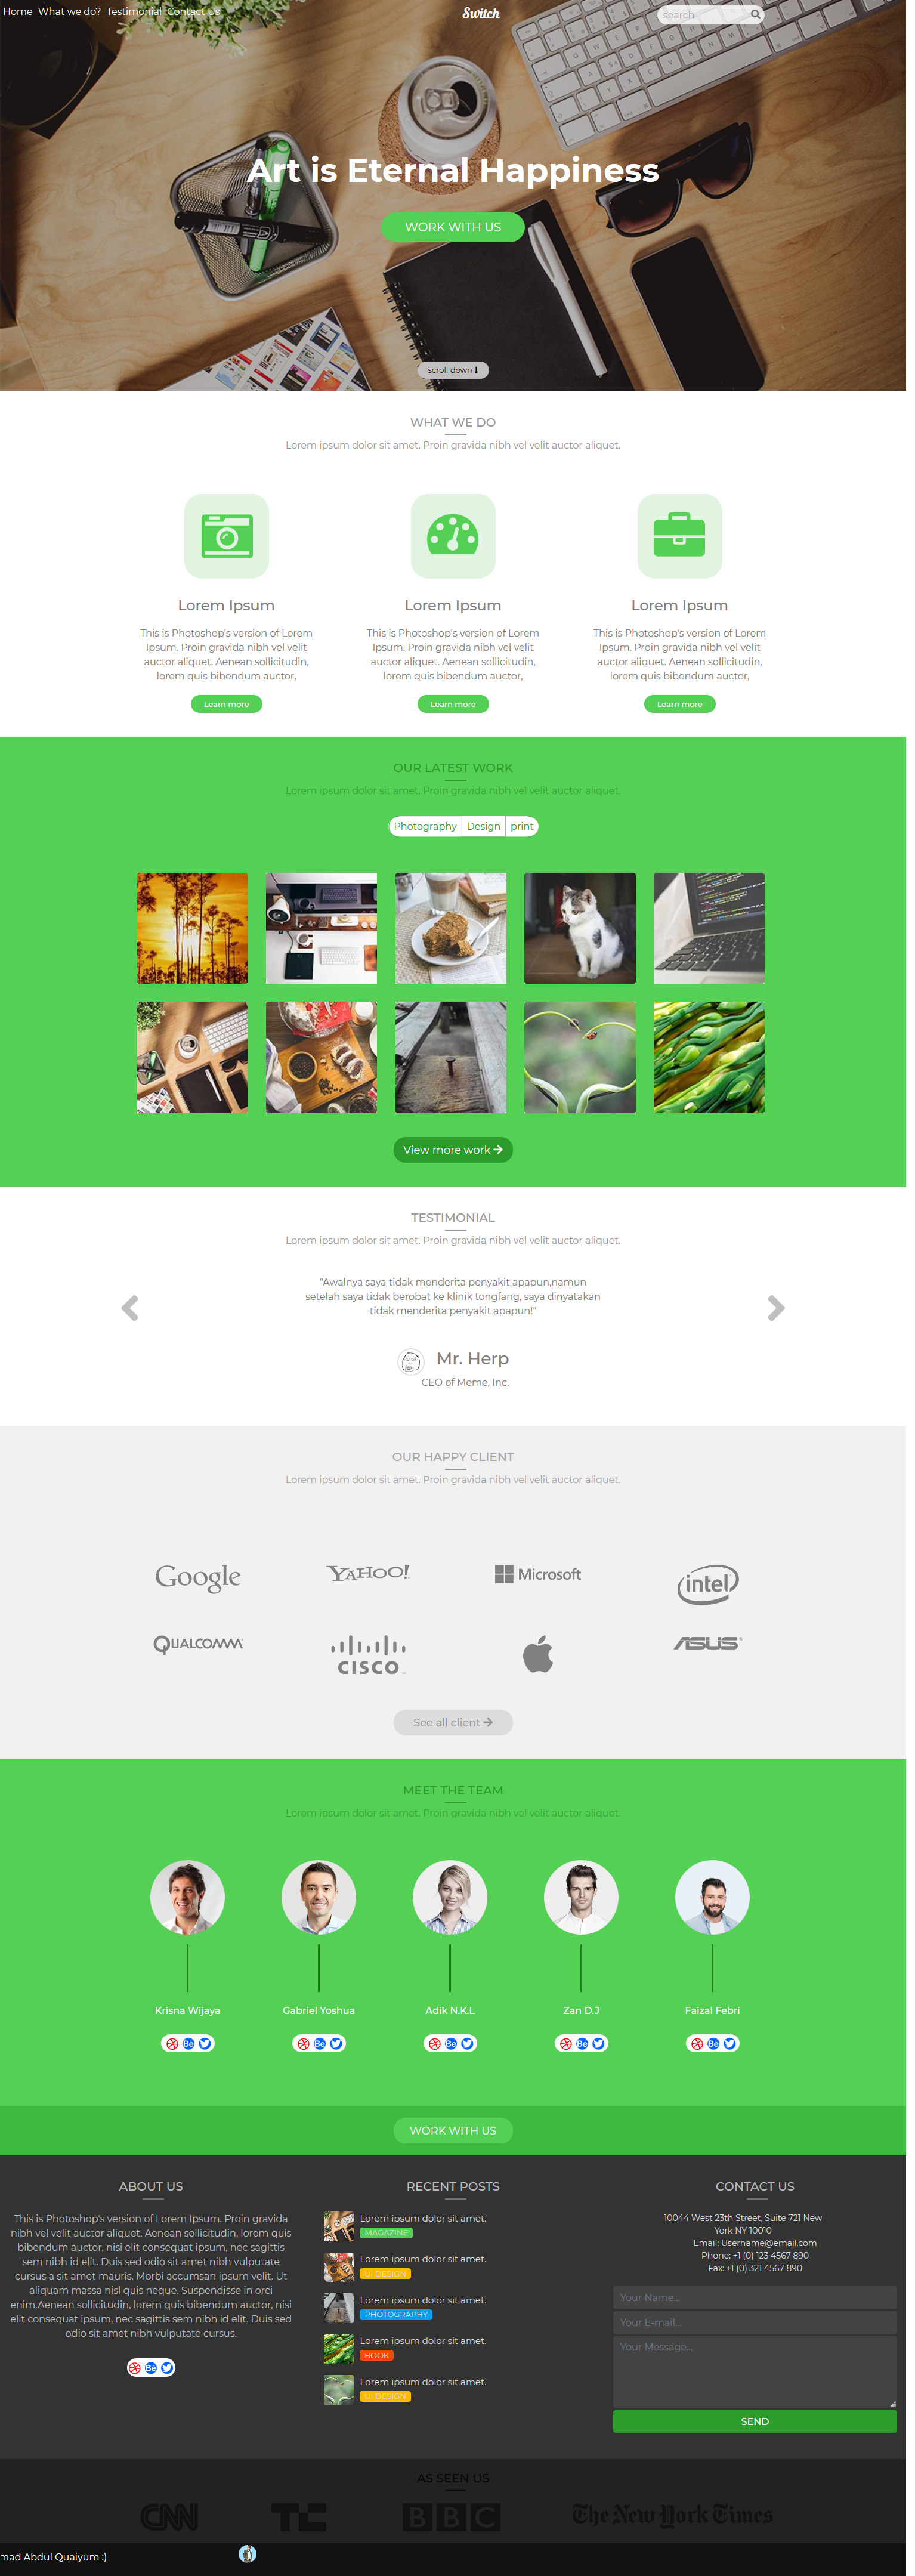 Home What we do? Testimonial Contact Us
Switch
search
Art is Eternal Happiness
WORK WITH US
scroll down
WHAT WE DO
Lorem ipsum dolor sit amet. Proin gravida nibh vel velit auctor aliquet.
Lorem Ipsum
This is Photoshop's version of Lorem
Ipsum. Proin gravida nibh vel velit
auctor aliquet. Aenean sollicitudin,
lorem quis bibendum auctor,
Learn more
Lorem Ipsum
This is Photoshop's version of Lorem
Ipsum. Proin gravida nibh vel velit
auctor aliquet. Aenean sollicitudin,
lorem quis bibendum auctor,
Learn more
Lorem Ipsum
This is Photoshop's version of Lorem
Ipsum. Proin gravida nibh vel velit
auctor aliquet. Aenean sollicitudin,
lorem quis bibendum auctor,
Learn more
OUR LATEST WORK
Lorem ipsum dolor sit amet. Proin gravida nibh vel velit auctor aliquet.
Photography Design print
View more work
TESTIMONIAL
Lorem ipsum dolor sit amet. Proin gravida nibh vel velit auctor aliquet.
"Awalnya saya tidak menderita penyakit apapun,namun
setelah saya tidak berobat ke klinik tongfang, saya dinyatakan
tidak menderita penyakit apapun!"
Mr. Herp
CEO of Meme, Inc.
OUR HAPPY CLIENT
Lorem ipsum dolor sit amet. Proin gravida nibh vel velit auctor aliquet.
Google YAHOO! Microsoft intel
QUALCOMM CISCO ASUS
See all client
MEET THE TEAM
Lorem ipsum dolor sit amet. Proin gravida nibh vel velit auctor aliquet.
Krisna Wijaya
Gabriel Yoshua
Adik N.K.L
Zan D.J
Faizal Febri
Bē Bē Bē Bē Bē
WORK WITH US
ABOUT US
This is Photoshop's version of Lorem Ipsum. Proin gravida
nibh vel velit auctor aliquet. Aenean sollicitudin, lorem quis
bibendum auctor, nisi elit consequat ipsum, nec sagittis
sem nibh id elit. Duis sed odio sit amet nibh vulputate
cursus a sit amet mauris. Morbi accumsan ipsum velit. Ut
aliquam massa nisl quis neque. Suspendisse in orci
enim.Aenean sollicitudin, lorem quis bibendum auctor, nisi
elit consequat ipsum, nec sagittis sem nibh id elit. Duis sed
odio sit amet nibh vulputate cursus.
Bē
RECENT POSTS
Lorem ipsum dolor sit amet.
MAGAZINE
Lorem ipsum dolor sit amet.
UI DESIGN
Lorem ipsum dolor sit amet.
PHOTOGRAPHY
Lorem ipsum dolor sit amet.
BOOK
Lorem ipsum dolor sit amet.
UI DESIGN
CONTACT US
10044 West 23th Street, Suite 721 New
York NY 10010
Email: Username@email.com
Phone: +1 (0) 123 4567 890
Fax: +1 (0) 321 4567 890
Your Name...
Your E-mail...
Your Message...
SEND
AS SEEN US
CNN TC BBC The New York Times
mad Abdul Quaiyum :)